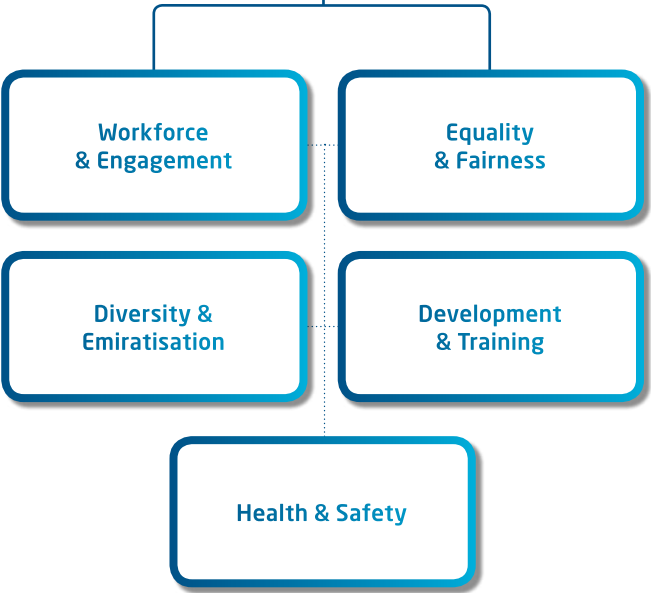 Workforce
& Engagement
Equality
& Fairness
Diversity &
Emiratisation
Development
& Training
Health & Safety